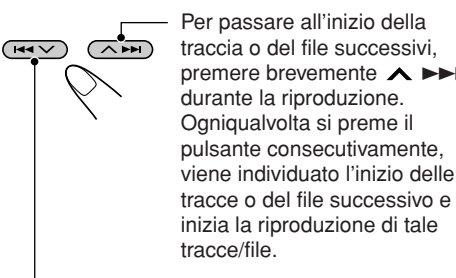 Per passare all'inizio della
traccia o del file successivi,
premere brevemente ∧ ►►I
durante la riproduzione.
Ogniqualvolta si preme il
pulsante consecutivamente,
viene individuato l'inizio delle
tracce o del file successivo e
inizia la riproduzione di tale
tracce/file.